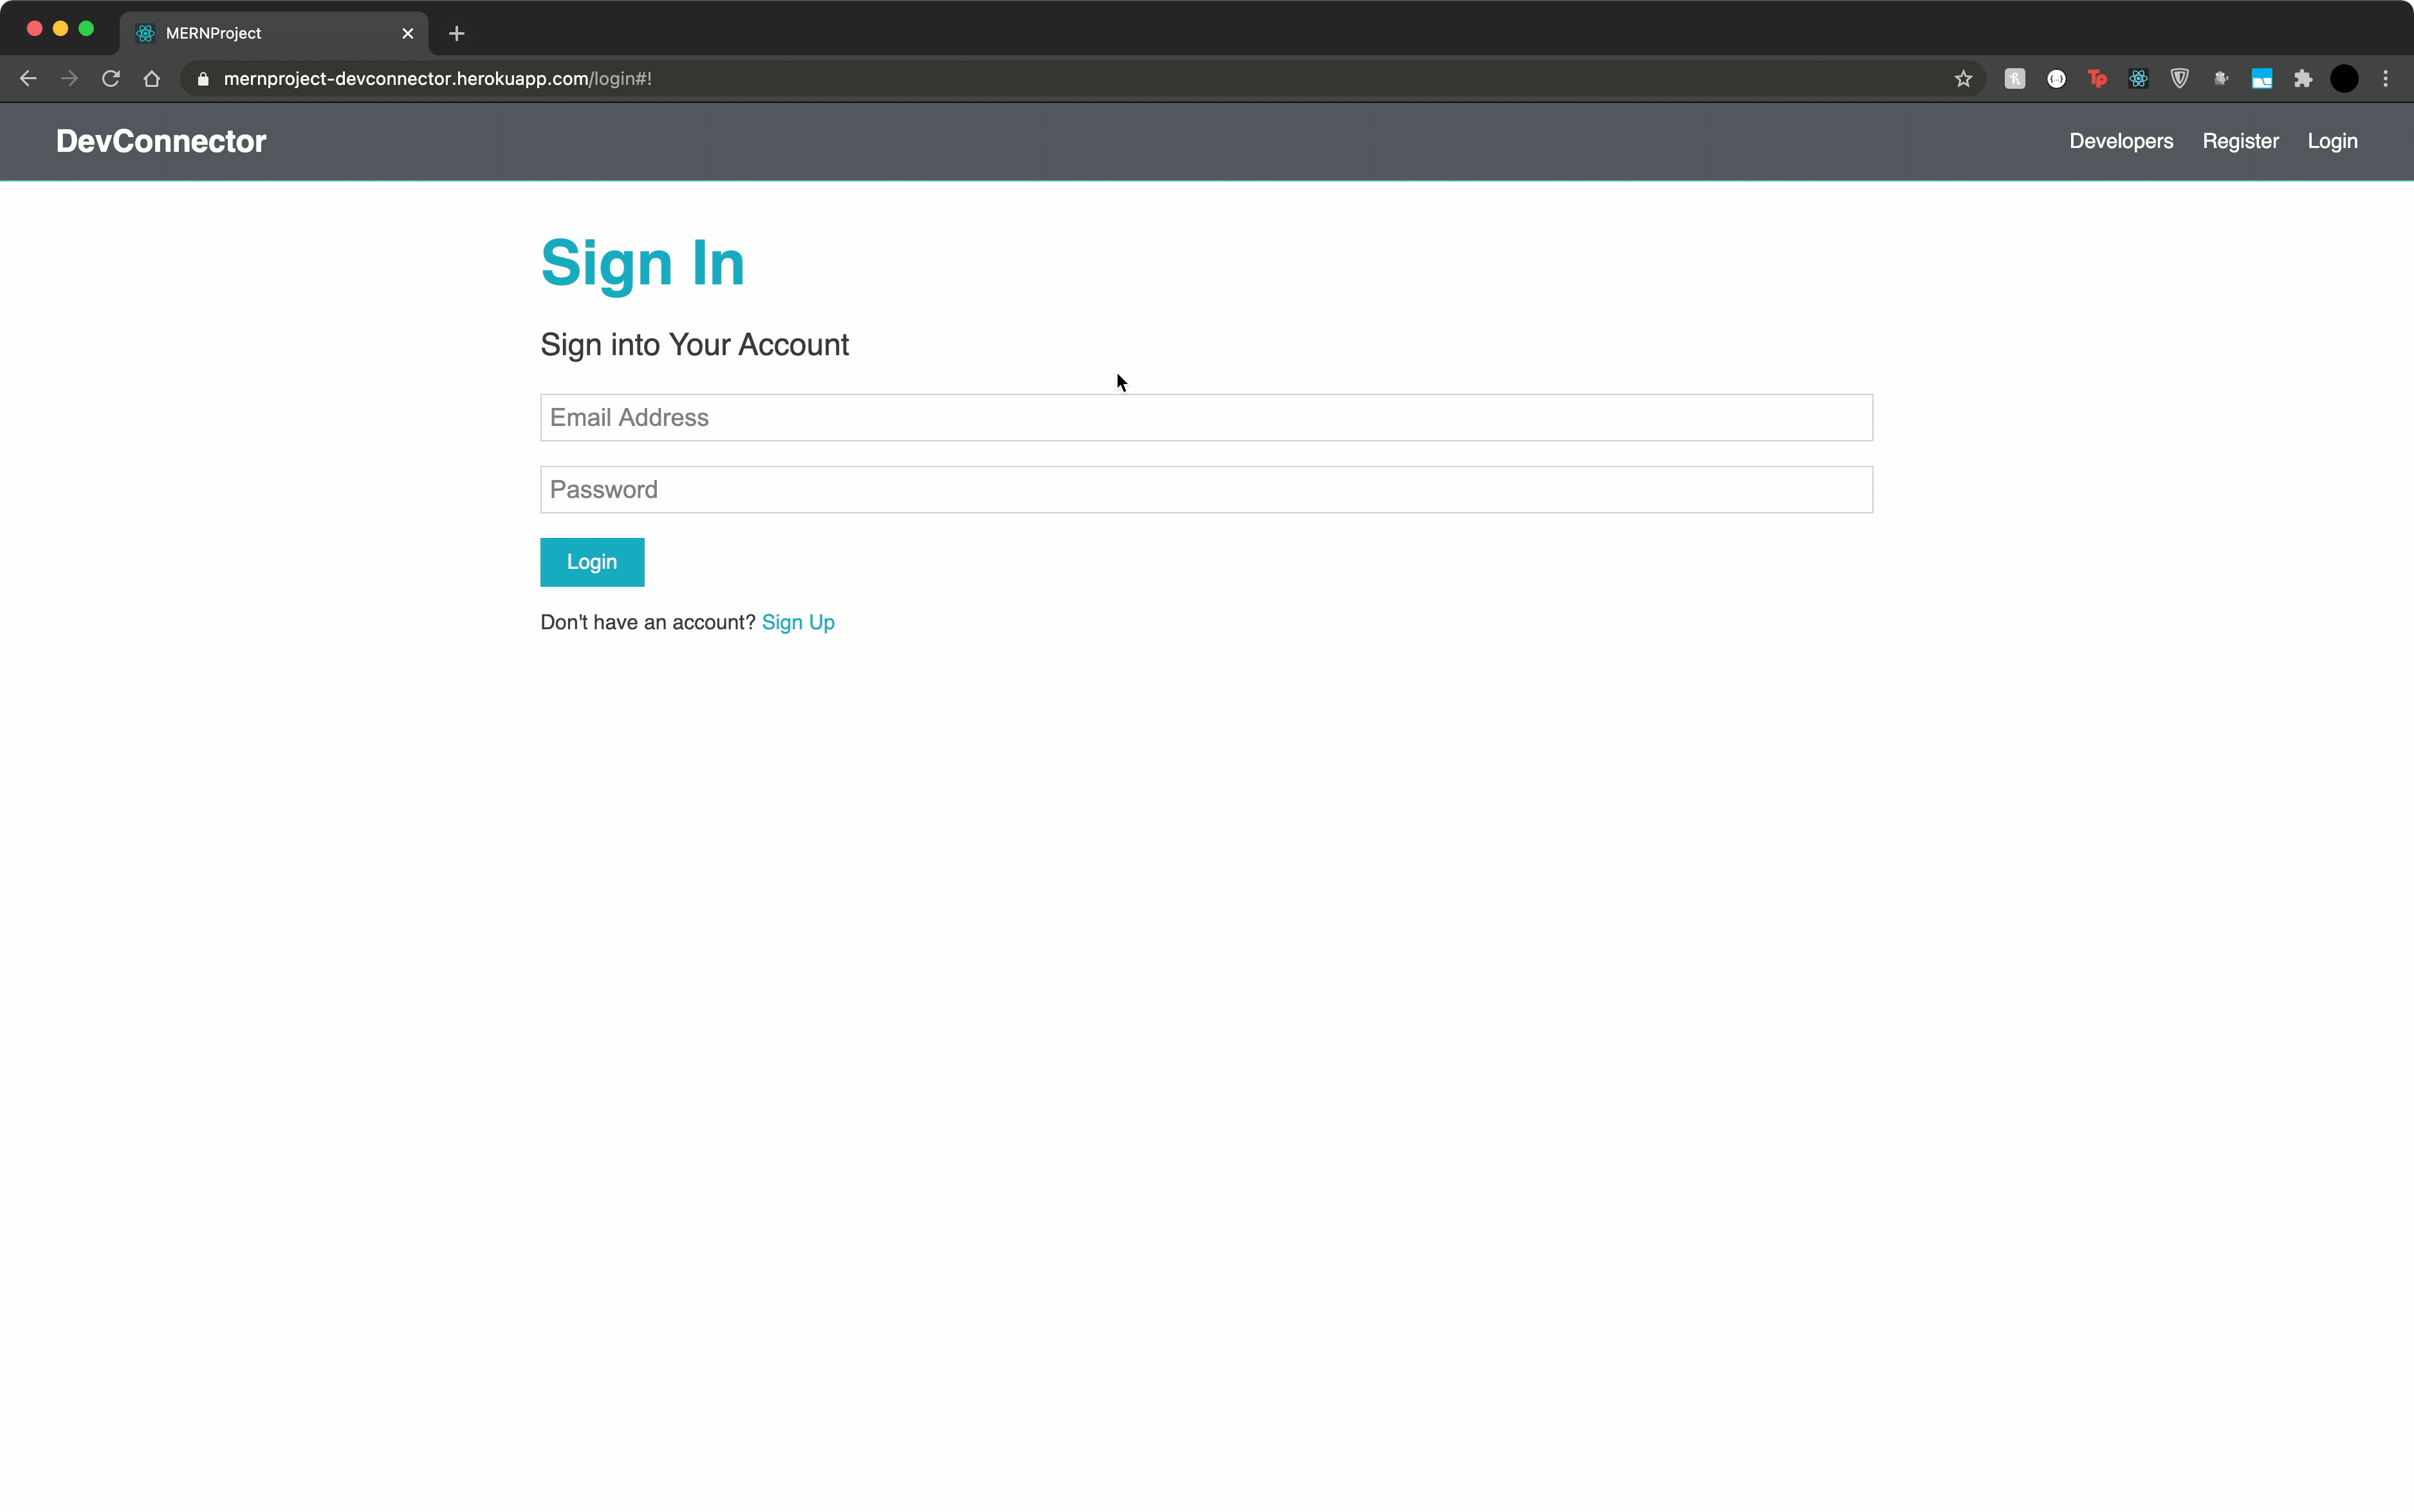 MERNProject
mernproject-devconnector.herokuapp.com/login#!
Tp
DevConnector
Developers Register Login
Sign In
Sign into Your Account
Email Address
Password
Login
Don't have an account? Sign Up